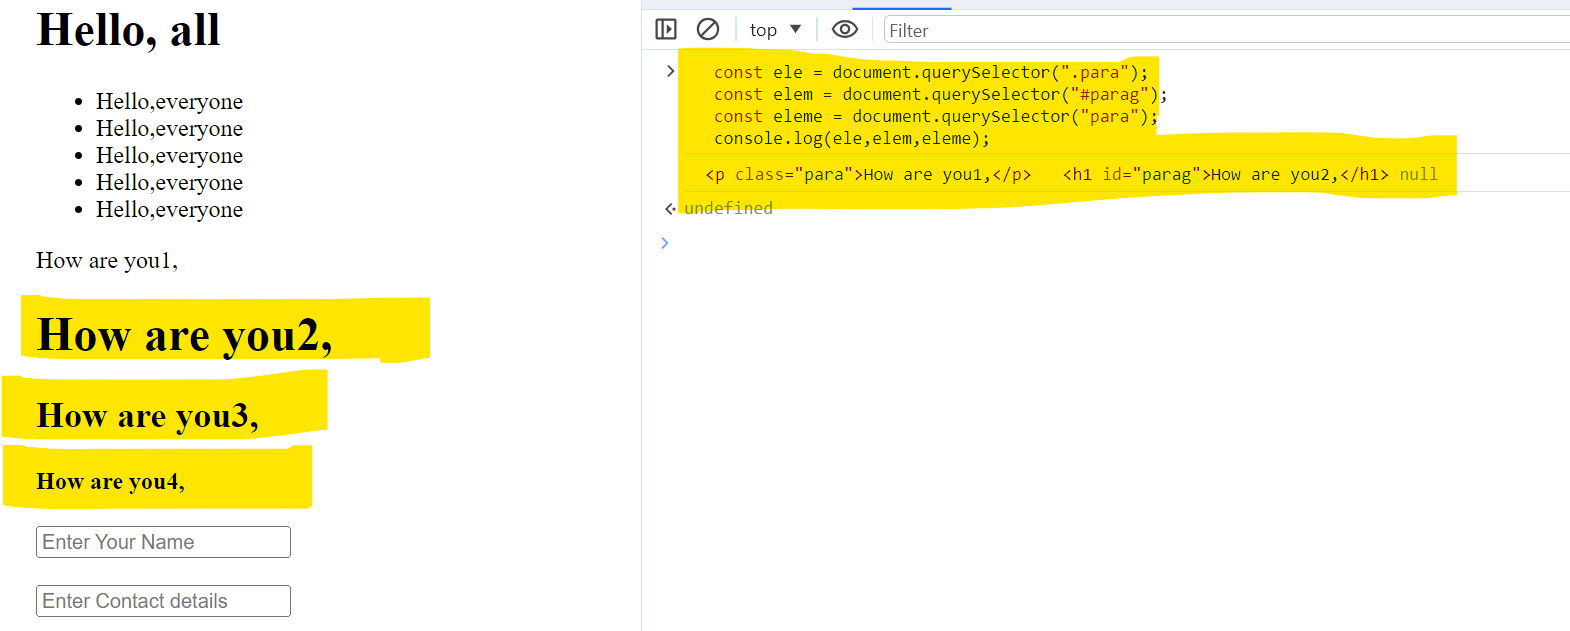 Hello, all
Hello,everyone
Hello,everyone
Hello,everyone
Hello,everyone
Hello,everyone
How are you1,
How are you2,
How are you3,
How are you4,
Enter Your Name
Enter Contact details
top
Filter
const ele = document.querySelector(".para");
const elem = document.querySelector("#parag");
const eleme = document.querySelector("para");
console.log(ele,elem,eleme);
<p class="para">How are you1,</p> <h1 id="parag">How are you2,</h1> null
undefined